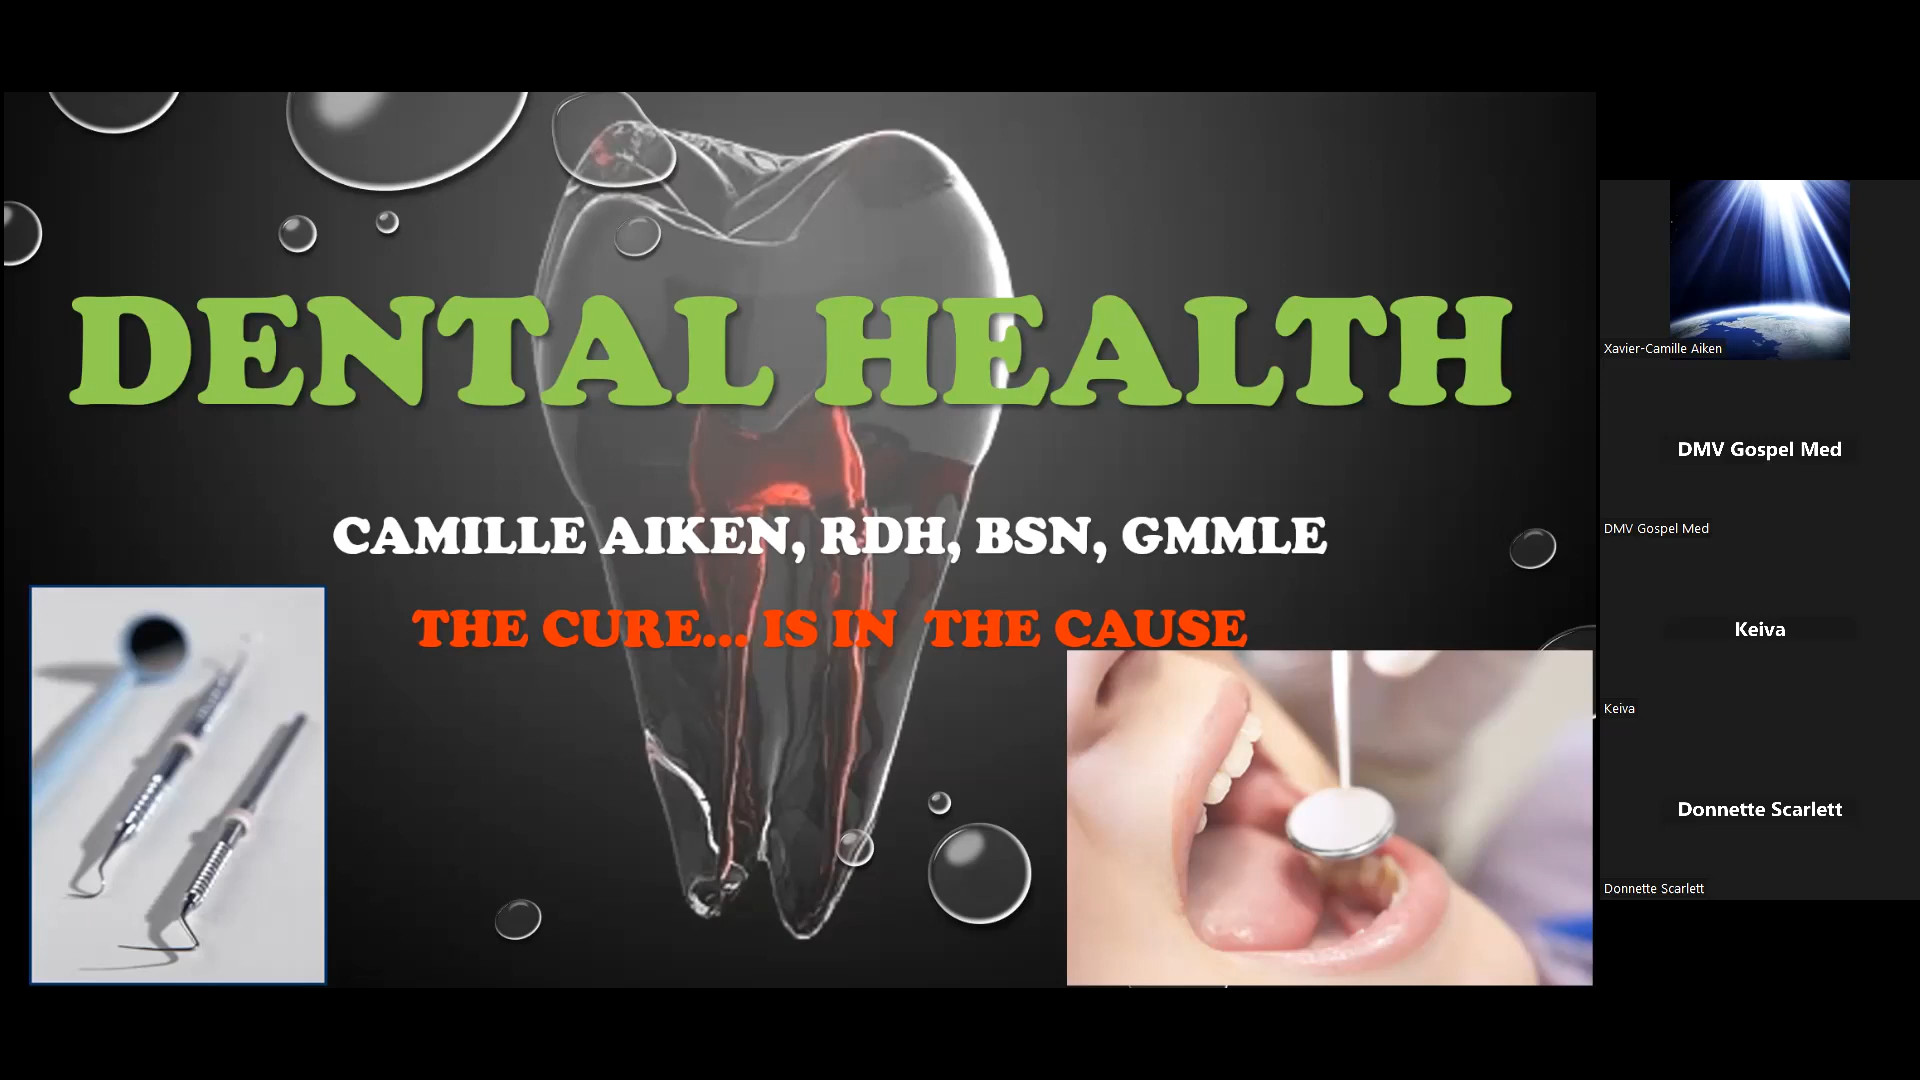 DENTAL HEALTH
CAMILLE AIKEN, RDH, BSN, GMMLE
THE CURE... IS IN THE CAUSE
Xavier-Camille Aiken
DMV Gospel Med
DMV Gospel Med
Keiva
Keiva
Donnette Scarlett
Donnette Scarlett